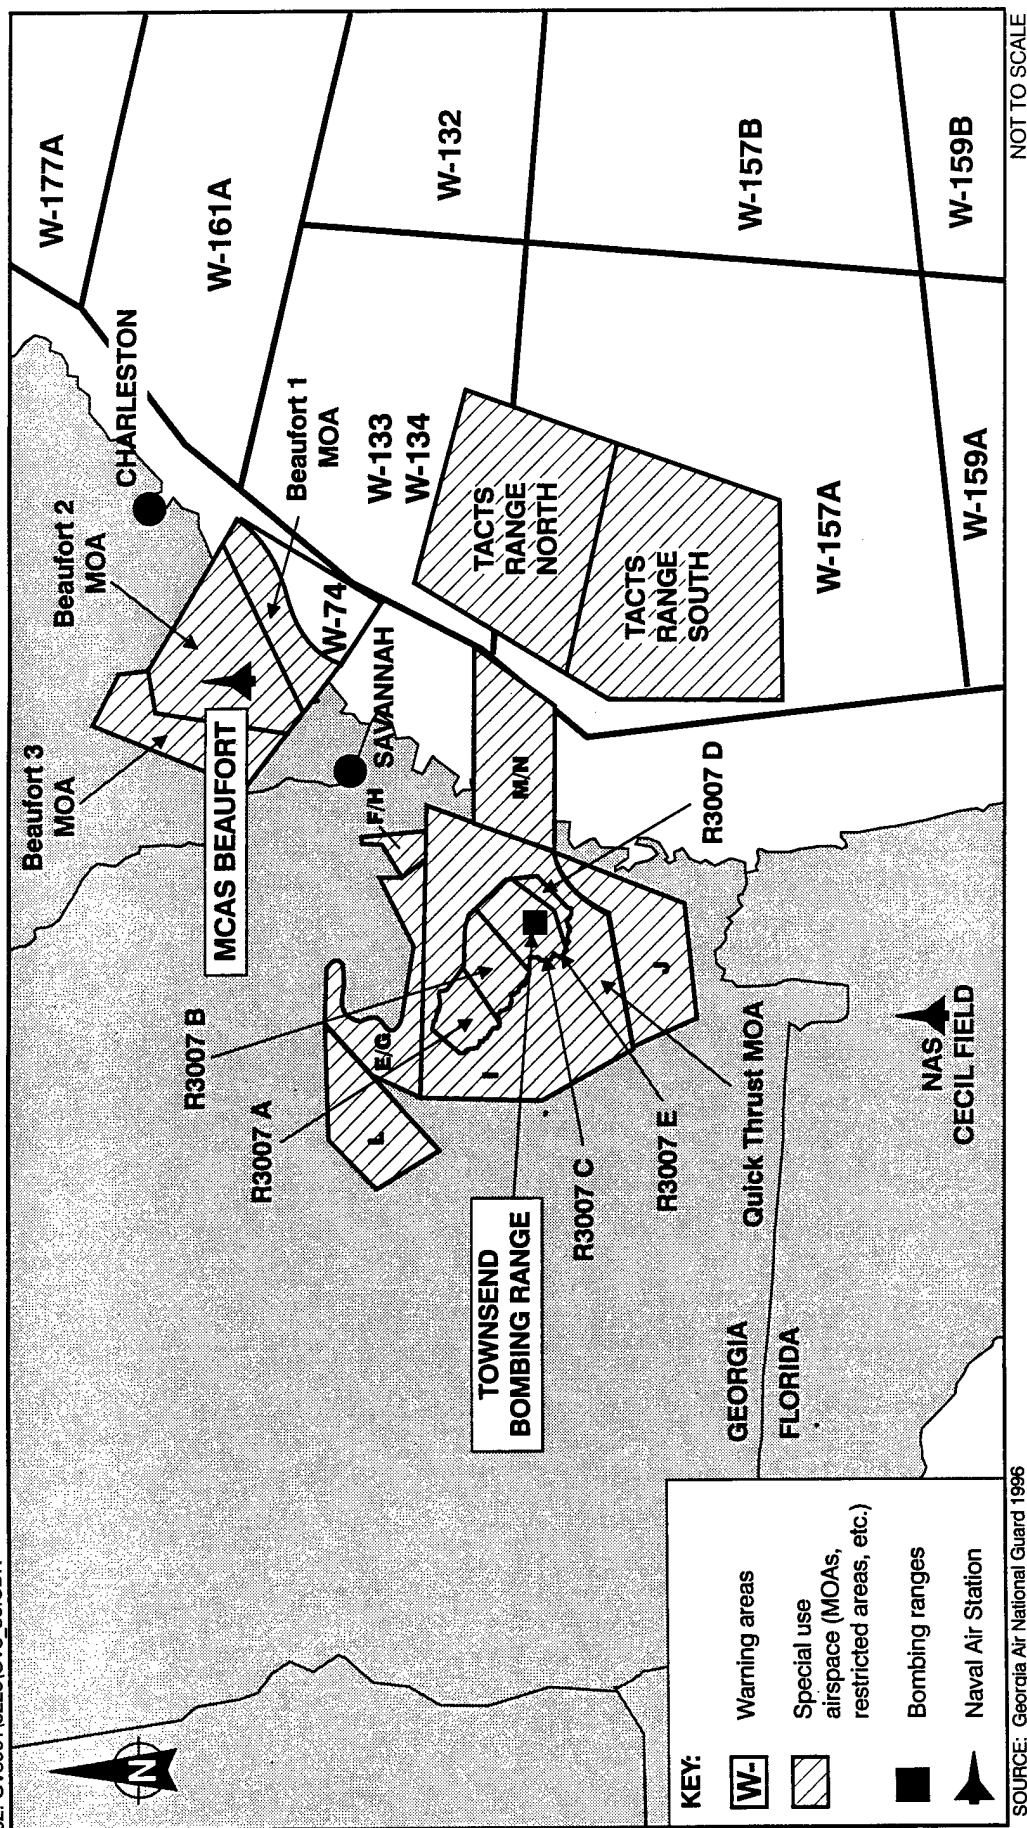 W-177A
W-161A
W-132
W-157B
W-159B
CHARLESTON
Beaufort 2
MOA
Beaufort 1
MOA
W-133
W-134
TACTS
RANGE
NORTH
TACTS
RANGE
SOUTH
W-157A
W-159A
W-74
Beaufort 3
MOA
MCAS BEAUFORT
SAVANNAH
F/H
M/N
R3007 D
R3007 B
R3007 A
E/G
L
I
J
TOWNSEND
BOMBING RANGE
R3007 C
R3007 E
Quick Thrust MOA
NAS
CECIL FIELD
GEORGIA
FLORIDA
N
KEY:
W-
Warning areas
Special use
airspace (MOAs,
restricted areas, etc.)
Bombing ranges
Naval Air Station
SOURCE: Georgia Air National Guard 1996
NOT TO SCALE